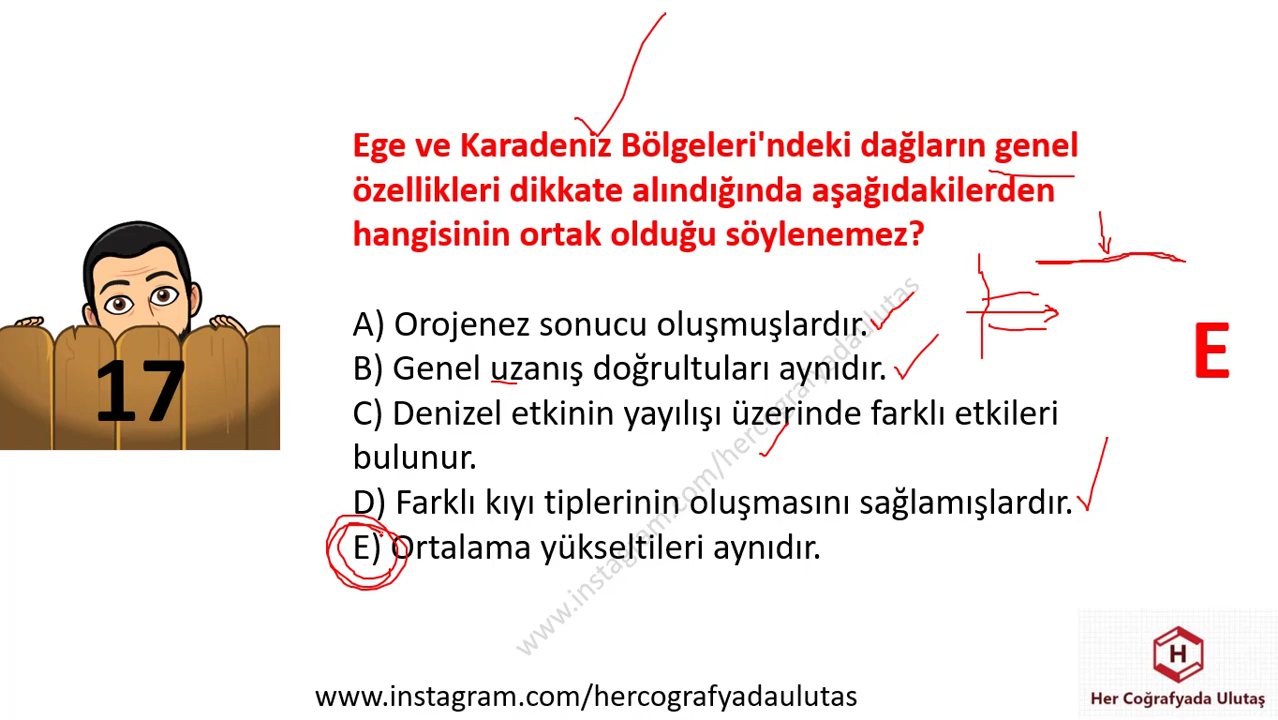 Ege ve Karadeniz Bölgeleri'ndeki dağların genel
özellikleri dikkate alındığında aşağıdakilerden
hangisinin ortak olduğu söylenemez?
A) Orojenez sonucu oluşmuşlardır.
B) Genel uzanış doğrultuları aynıdır.
C) Denizel etkinin yayılışı üzerinde farklı etkileri
bulunur.
D) Farklı kıyı tiplerinin oluşmasını sağlamışlardır.
E) Ortalama yükseltileri aynıdır.
17
E
www.instagram.com/hercografyadaulutas
www.instagram.com/hercografyadaulutas
H
Her Coğrafyada Ulutaş